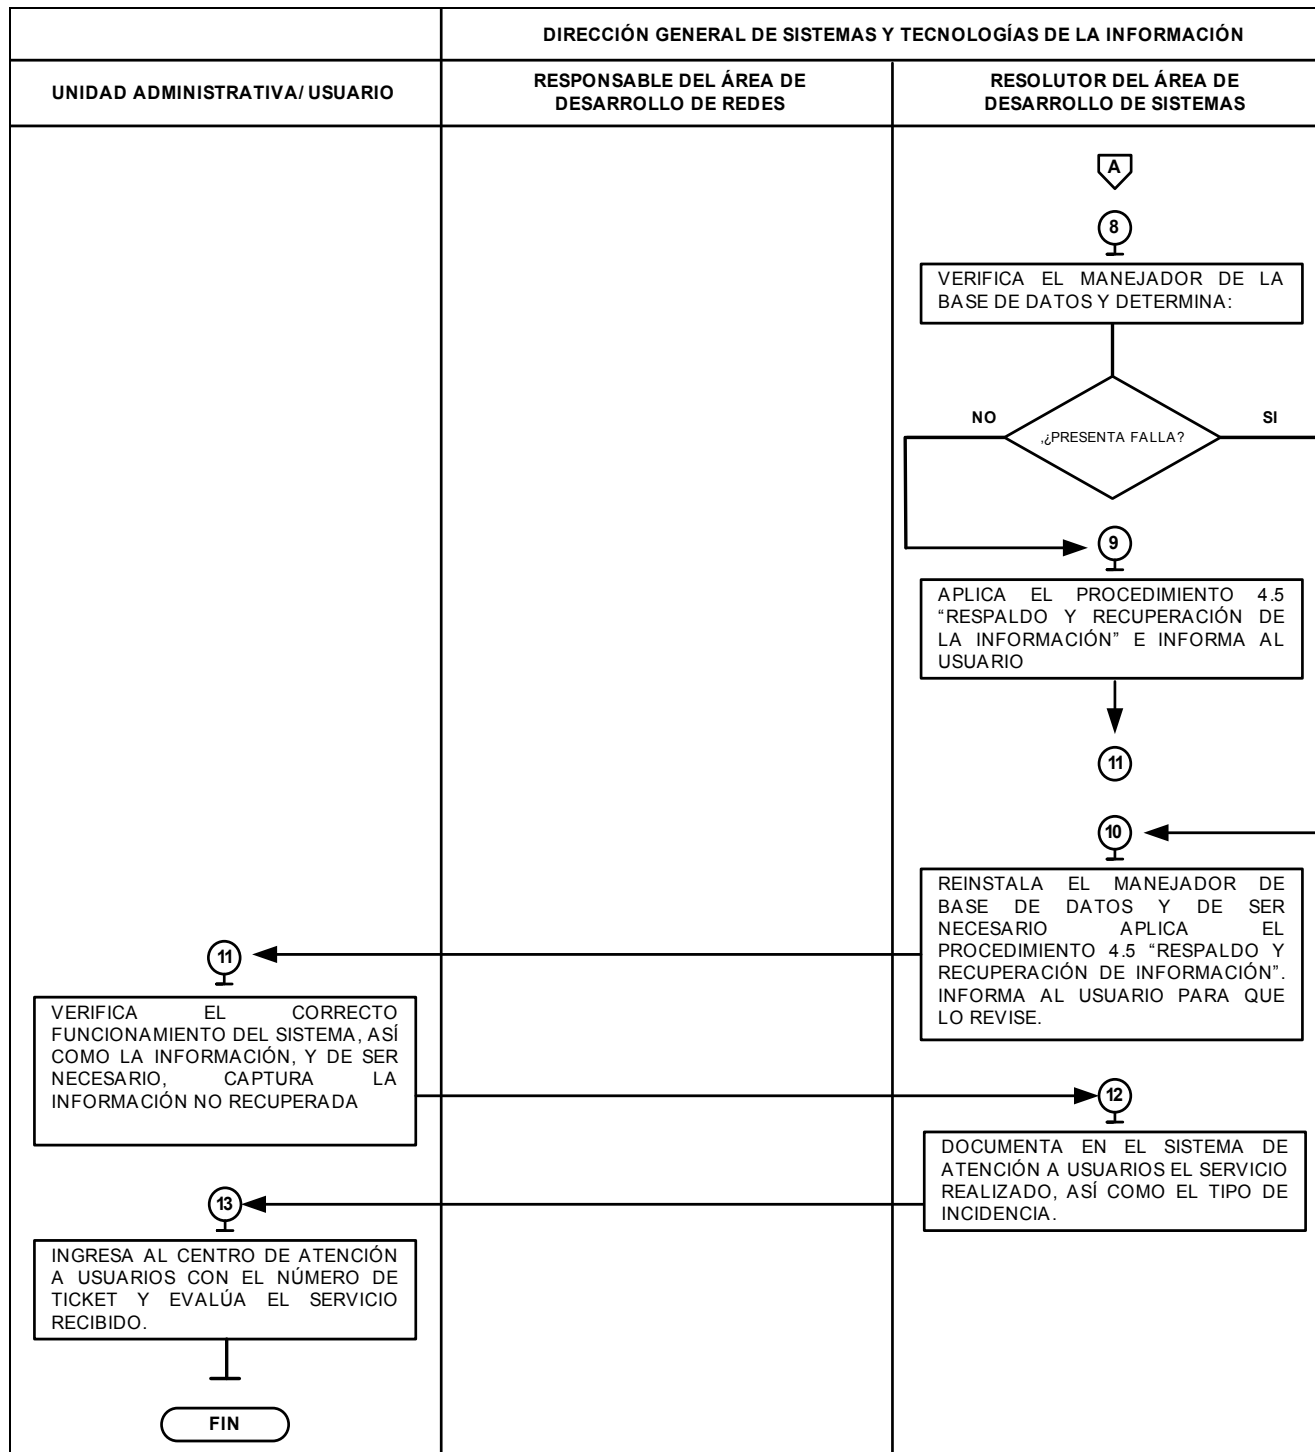 DIRECCIÓN GENERAL DE SISTEMAS Y TECNOLOGÍAS DE LA INFORMACIÓN
UNIDAD ADMINISTRATIVA/ USUARIO
RESPONSABLE DEL ÁREA DE
DESARROLLO DE REDES
RESOLUTOR DEL ÁREA DE
DESARROLLO DE SISTEMAS
A
8
VERIFICA EL MANEJADOR DE LA
BASE DE DATOS Y DETERMINA:
NO
,¿PRESENTA FALLA?
SI
9
APLICA EL PROCEDIMIENTO 4.5
“RESPALDO Y RECUPERACIÓN DE
LA INFORMACIÓN” E INFORMA AL
USUARIO
11
10
REINSTALA EL MANEJADOR DE
BASE DE DATOS Y DE SER
NECESARIO APLICA EL
PROCEDIMIENTO 4.5 “RESPALDO Y
RECUPERACIÓN DE INFORMACIÓN”.
INFORMA AL USUARIO PARA QUE
LO REVISE.
11
VERIFICA EL CORRECTO
FUNCIONAMIENTO DEL SISTEMA, ASÍ
COMO LA INFORMACIÓN, Y DE SER
NECESARIO, CAPTURA LA
INFORMACIÓN NO RECUPERADA
12
DOCUMENTA EN EL SISTEMA DE
ATENCIÓN A USUARIOS EL SERVICIO
REALIZADO, ASÍ COMO EL TIPO DE
INCIDENCIA.
13
INGRESA AL CENTRO DE ATENCIÓN
A USUARIOS CON EL NÚMERO DE
TICKET Y EVALÚA EL SERVICIO
RECIBIDO.
FIN